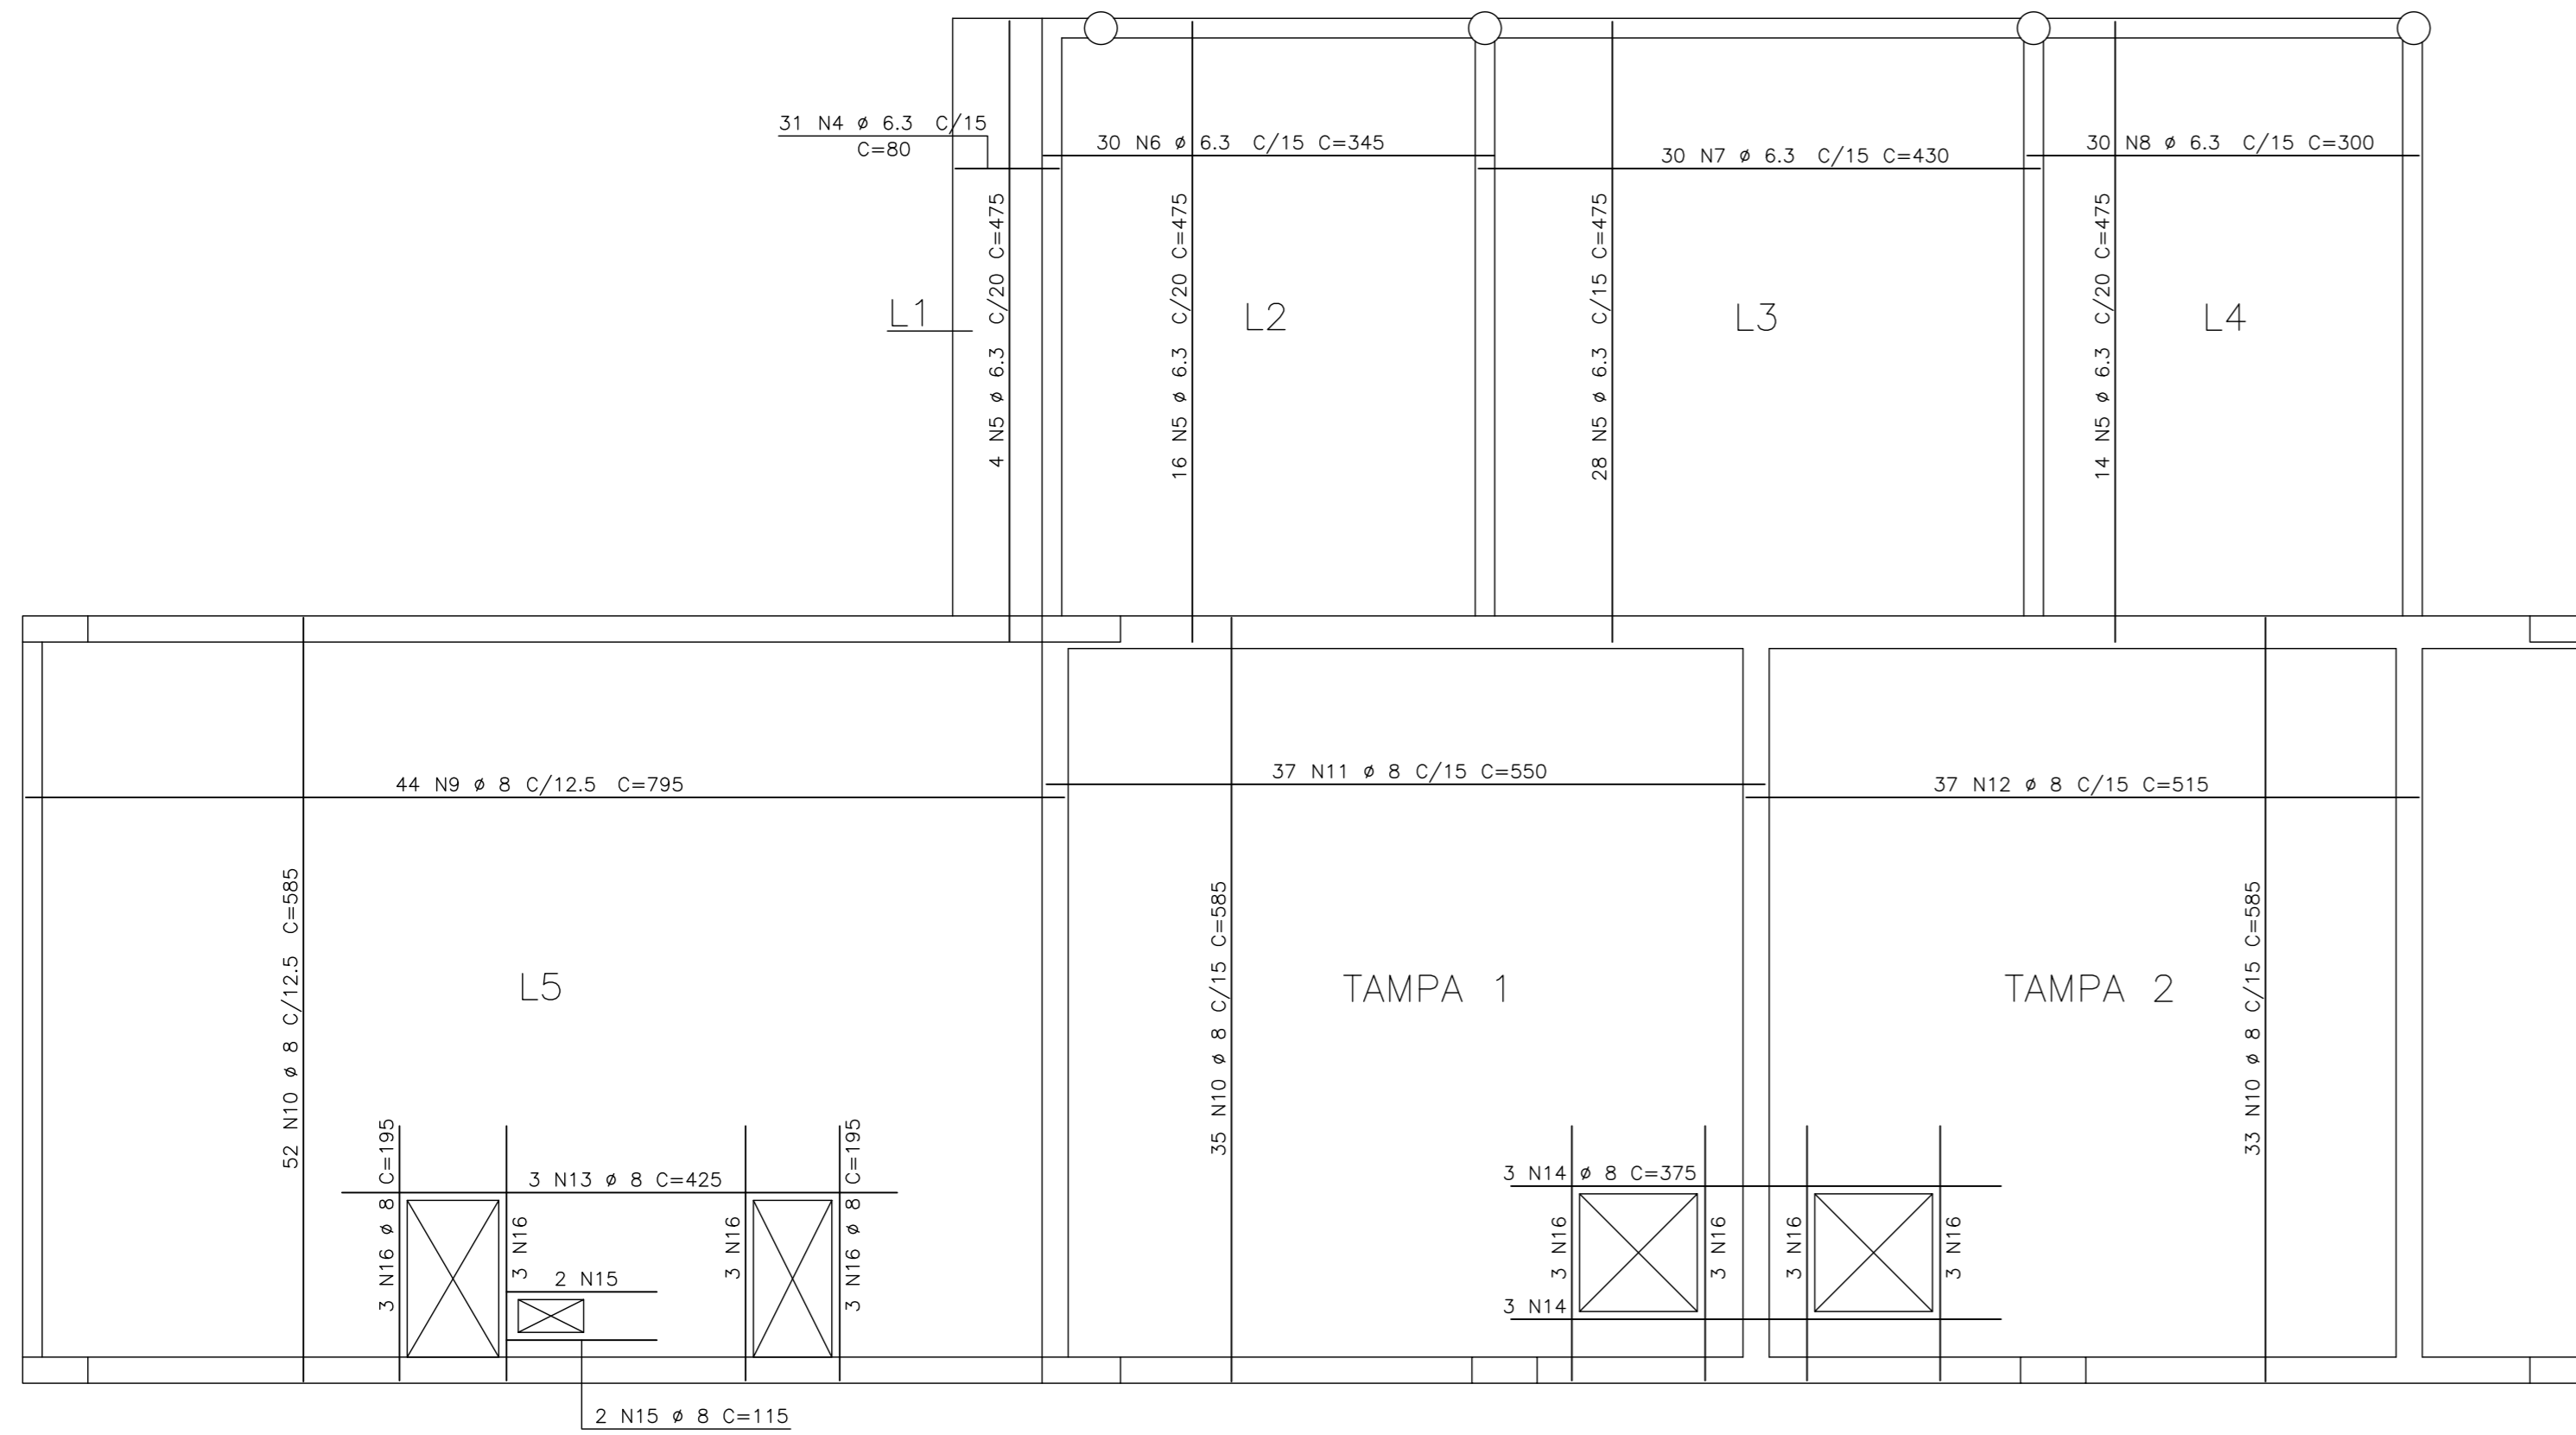 31 N4 ø 6.3 C/15
C=80
30 N6 ø 6.3 C/15 C=345
30 N7 ø 6.3 C/15 C=430
30 N8 ø 6.3 C/15 C=300
4 N5 ø 6.3 C/20 C=475
16 N5 ø 6.3 C/20 C=475
28 N5 ø 6.3 C/15 C=475
14 N5 ø 6.3 C/20 C=475
L1
L2
L3
L4
44 N9 ø 8 C/12.5 C=795
37 N11 ø 8 C/15 C=550
37 N12 ø 8 C/15 C=515
52 N10 ø 8 C/12.5 C=585
35 N10 ø 8 C/15 C=585
33 N10 ø 8 C/15 C=585
L5
TAMPA 1
TAMPA 2
3 N16 ø 8 C=195
3 N13 ø 8 C=425
3 N16 ø 8 C=195
3 N16
3 N16
2 N15
2 N15 ø 8 C=115
3 N14 ø 8 C=375
3 N16
3 N16
3 N16
3 N16
3 N14